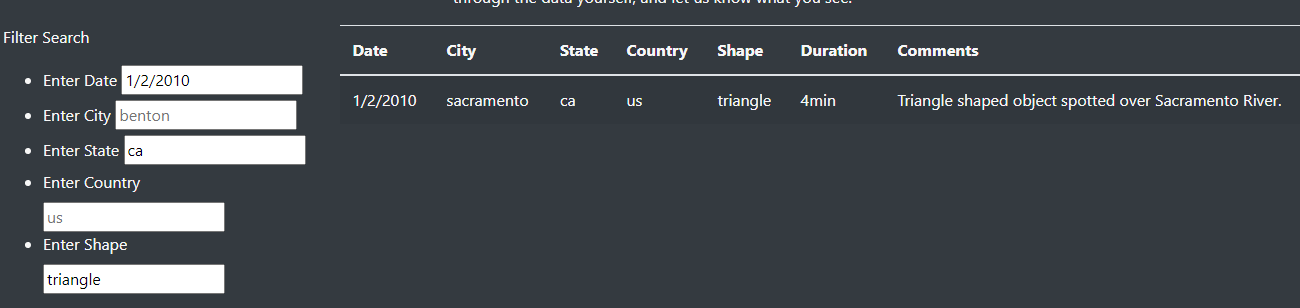 through the data yourself, and let us know what you see.
Filter Search
Enter Date 1/2/2010
Enter City benton
Enter State ca
Enter Country
us
Enter Shape
triangle
Date City State Country Shape Duration Comments
1/2/2010 sacramento ca us triangle 4min Triangle shaped object spotted over Sacramento River.